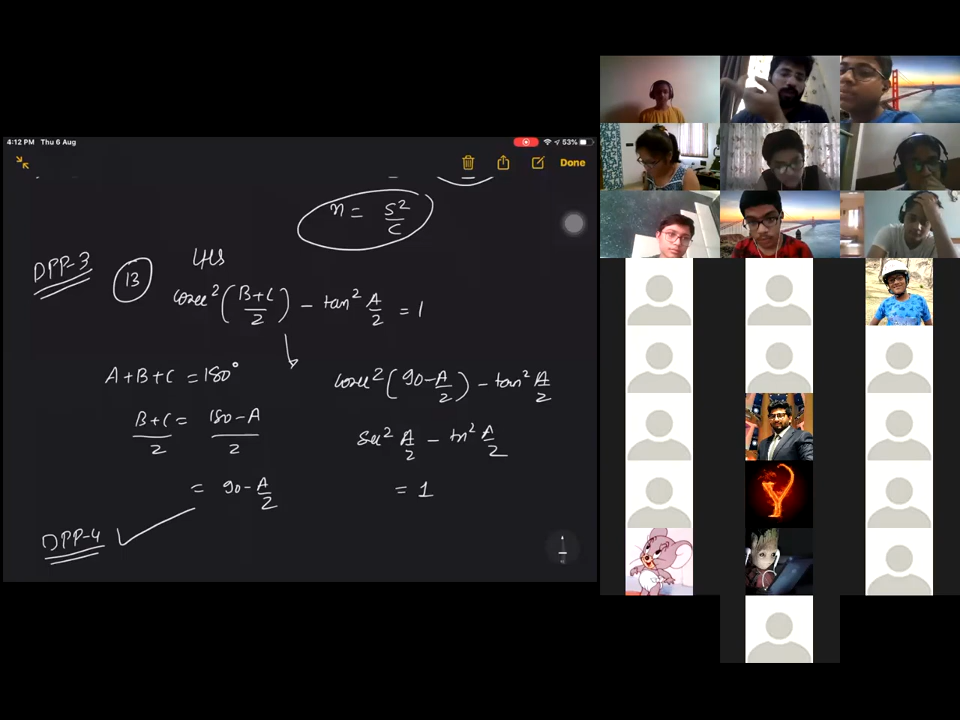 4:12 PM Thu 6 Aug
53%
Done
n = S²/C
DPP-3
13
LHS
cosec²((B+C)/2) - tan² A/2 = 1
A+B+C = 180°
cosec²(90-A/2) - tan² A/2
(B+C)/2 = (180-A)/2
sec² A/2 - tn² A/2
= 90-A/2
= 1
DPP-4